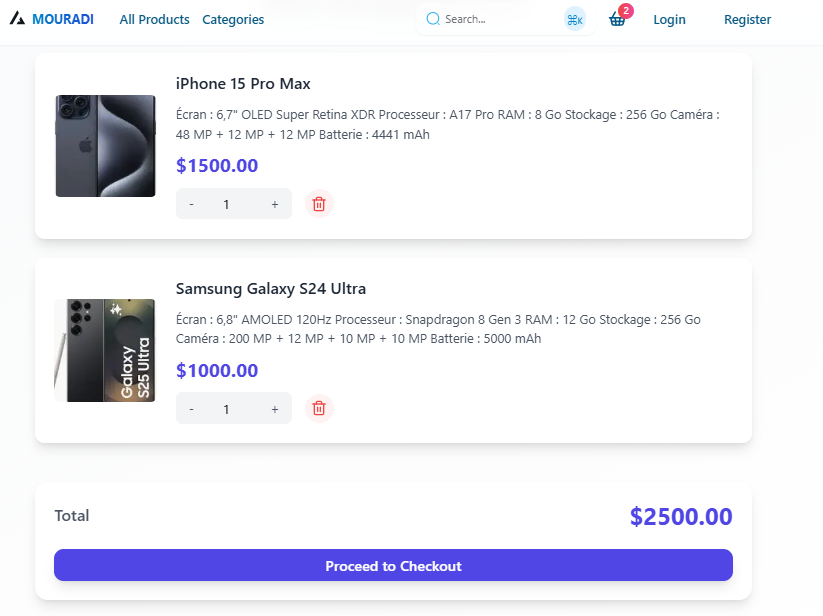 MOURADI All Products Categories Search... ⌘K 2 Login Register
iPhone 15 Pro Max
Écran : 6,7" OLED Super Retina XDR Processeur : A17 Pro RAM : 8 Go Stockage : 256 Go Caméra :
48 MP + 12 MP + 12 MP Batterie : 4441 mAh
$1500.00
- 1 +
Samsung Galaxy S24 Ultra
Écran : 6,8" AMOLED 120Hz Processeur : Snapdragon 8 Gen 3 RAM : 12 Go Stockage : 256 Go
Caméra : 200 MP + 12 MP + 10 MP + 10 MP Batterie : 5000 mAh
Galaxy
S25 Ultra
$1000.00
- 1 +
Total $2500.00
Proceed to Checkout